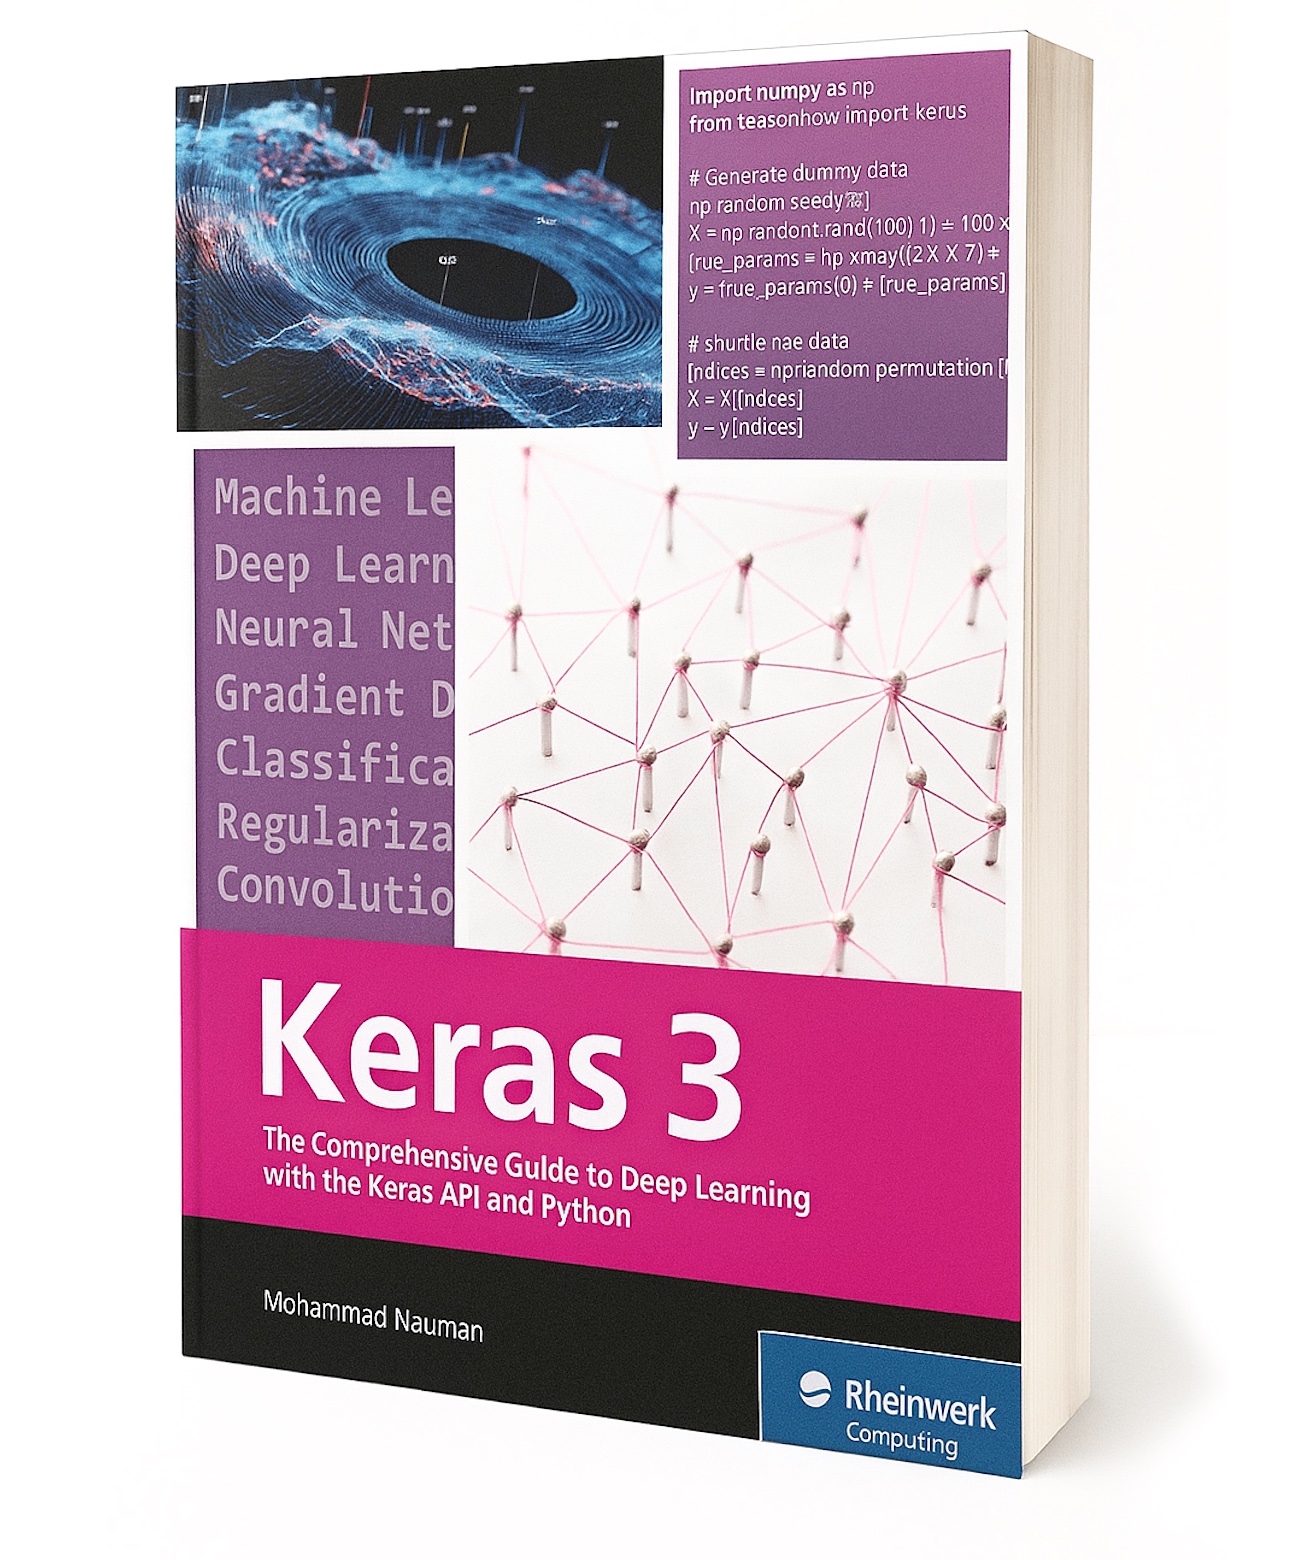 Import numpy as np
from teasonhow import kerus
# Generate dummy data
np random seedy
X = np randont.rand(100) 1) = 100 x
[rue_params = hp xmay((2 X X 7) ≠
y = frue_params(0) ≠ [rue_params]
# shurtle nae data
[ndices = npriandom permutation [
X = X[[ndces]
y – y[ndices]
Machine Le
Deep Learn
Neural Net
Gradient D
Classifica
Regulariza
Convolutio
Keras 3
The Comprehensive GuIde to Deep Learning
with the Keras API and Python
Mohammad Nauman
Rheinwerk
Computing